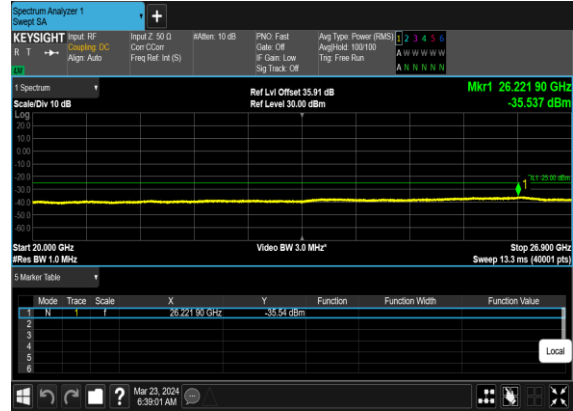 Spectrum Analyzer 1
Swept SA
+
KEYSIGHT Input: RF Input Z: 50 Ω #Atten: 10 dB PNO: Fast Avg Type: Power (RMS) 1 2 3 4 5 6
R T Coupling: DC Corr CCorr Gate: Off Avg|Hold: 100/100 A W W W W W
Align: Auto Freq Ref: Int (S) IF Gain: Low Trig: Free Run
LM Sig Track: Off A N N N N N
1 Spectrum Ref Lvl Offset 35.91 dB Mkr1 26.221 90 GHz
Scale/Div 10 dB Ref Level 30.00 dBm -35.537 dBm
Log
20.0
10.0
0.00
-10.0
-20.0
DL1 -25.00 dBm
1
-30.0
-40.0
-50.0
-60.0
Start 20.000 GHz Video BW 3.0 MHz* Stop 26.900 GHz
#Res BW 1.0 MHz Sweep 13.3 ms (40001 pts)
5 Marker Table
Mode Trace Scale X Y Function Function Width Function Value
1 N 1 f 26.221 90 GHz -35.54 dBm
2
3
4
5
6
Local
? Mar 23, 2024
6:39:01 AM